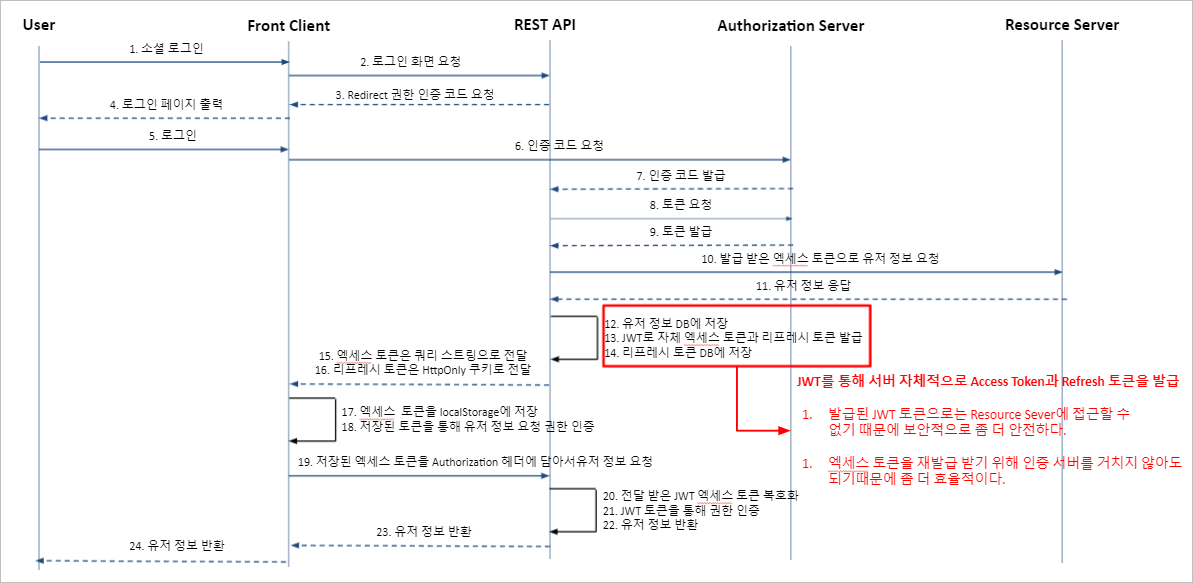 User
Front Client
REST API
Authorization Server
Resource Server
1. 소셜 로그인
2. 로그인 화면 요청
3. Redirect 권한 인증 코드 요청
4. 로그인 페이지 출력
5. 로그인
6. 인증 코드 요청
7. 인증 코드 발급
8. 토큰 요청
9. 토큰 발급
10. 발급 받은 엑세스 토큰으로 유저 정보 요청
11. 유저 정보 응답
12. 유저 정보 DB에 저장
13. JWT로 자체 엑세스 토큰과 리프레시 토큰 발급
14. 리프레시 토큰 DB에 저장
15. 엑세스 토큰은 쿼리 스트링으로 전달
16. 리프레시 토큰은 HttpOnly 쿠키로 전달
JWT를 통해 서버 자체적으로 Access Token과 Refresh 토큰을 발급
1. 발급된 JWT 토큰으로는 Resource Sever에 접근할 수
없기 때문에 보안적으로 좀 더 안전하다.
1. 엑세스 토큰을 재발급 받기 위해 인증 서버를 거치지 않아도
되기때문에 좀 더 효율적이다.
17. 엑세스 토큰을 localStorage에 저장
18. 저장된 토큰을 통해 유저 정보 요청 권한 인증
19. 저장된 엑세스 토큰을 Authorization 헤더에 담아서유저 정보 요청
20. 전달 받은 JWT 엑세스 토큰 복호화
21. JWT 토큰을 통해 권한 인증
22. 유저 정보 반환
23. 유저 정보 반환
24. 유저 정보 반환